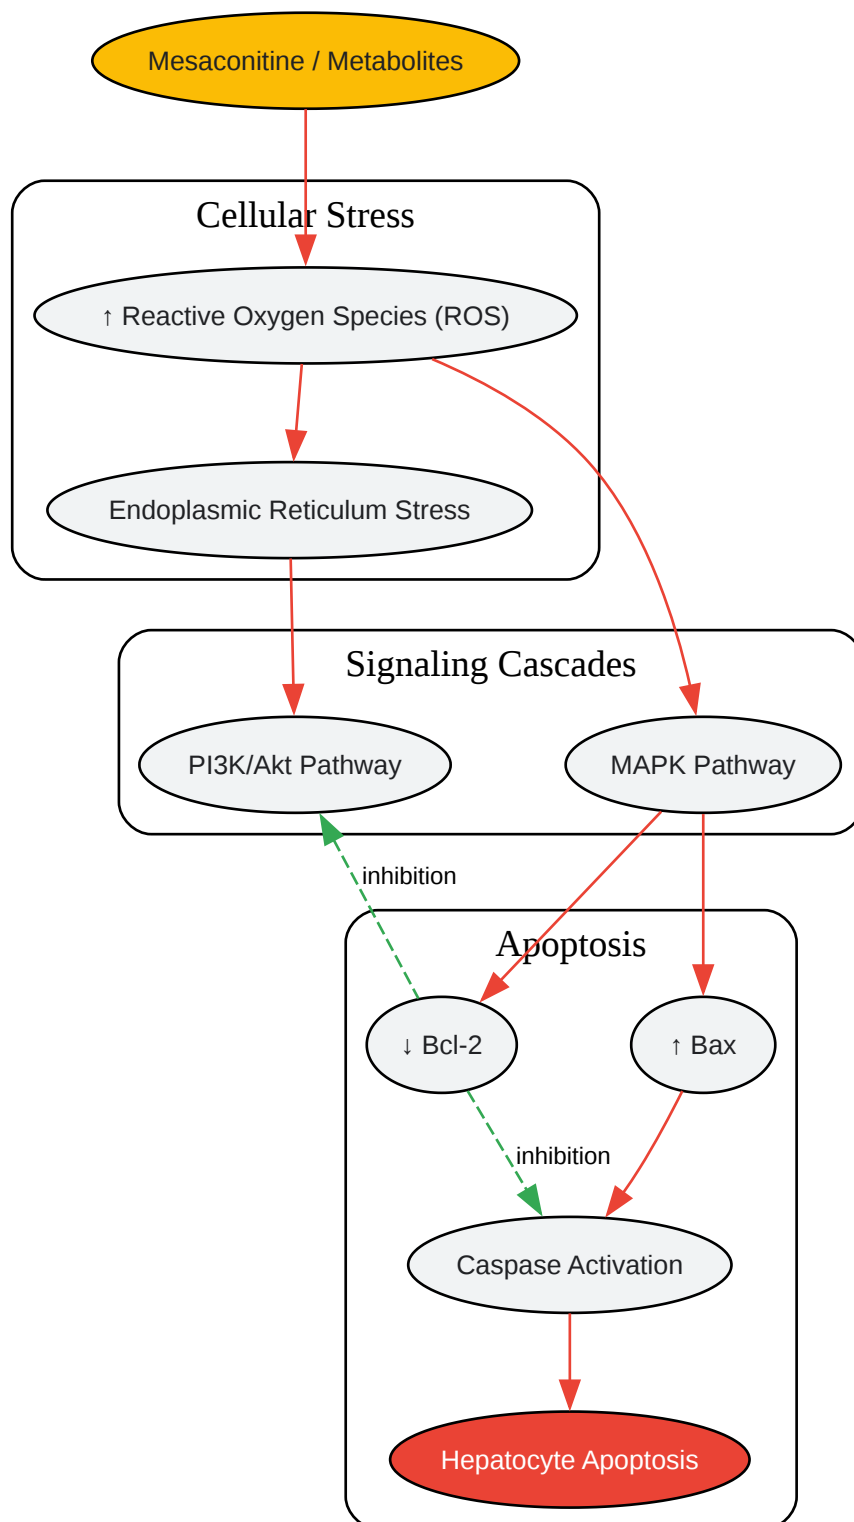 Mesaconitine / Metabolites
Cellular Stress
↑ Reactive Oxygen Species (ROS)
Endoplasmic Reticulum Stress
Signaling Cascades
PI3K/Akt Pathway
MAPK Pathway
inhibition
Apoptosis
↓ Bcl-2
↑ Bax
inhibition
Caspase Activation
Hepatocyte Apoptosis